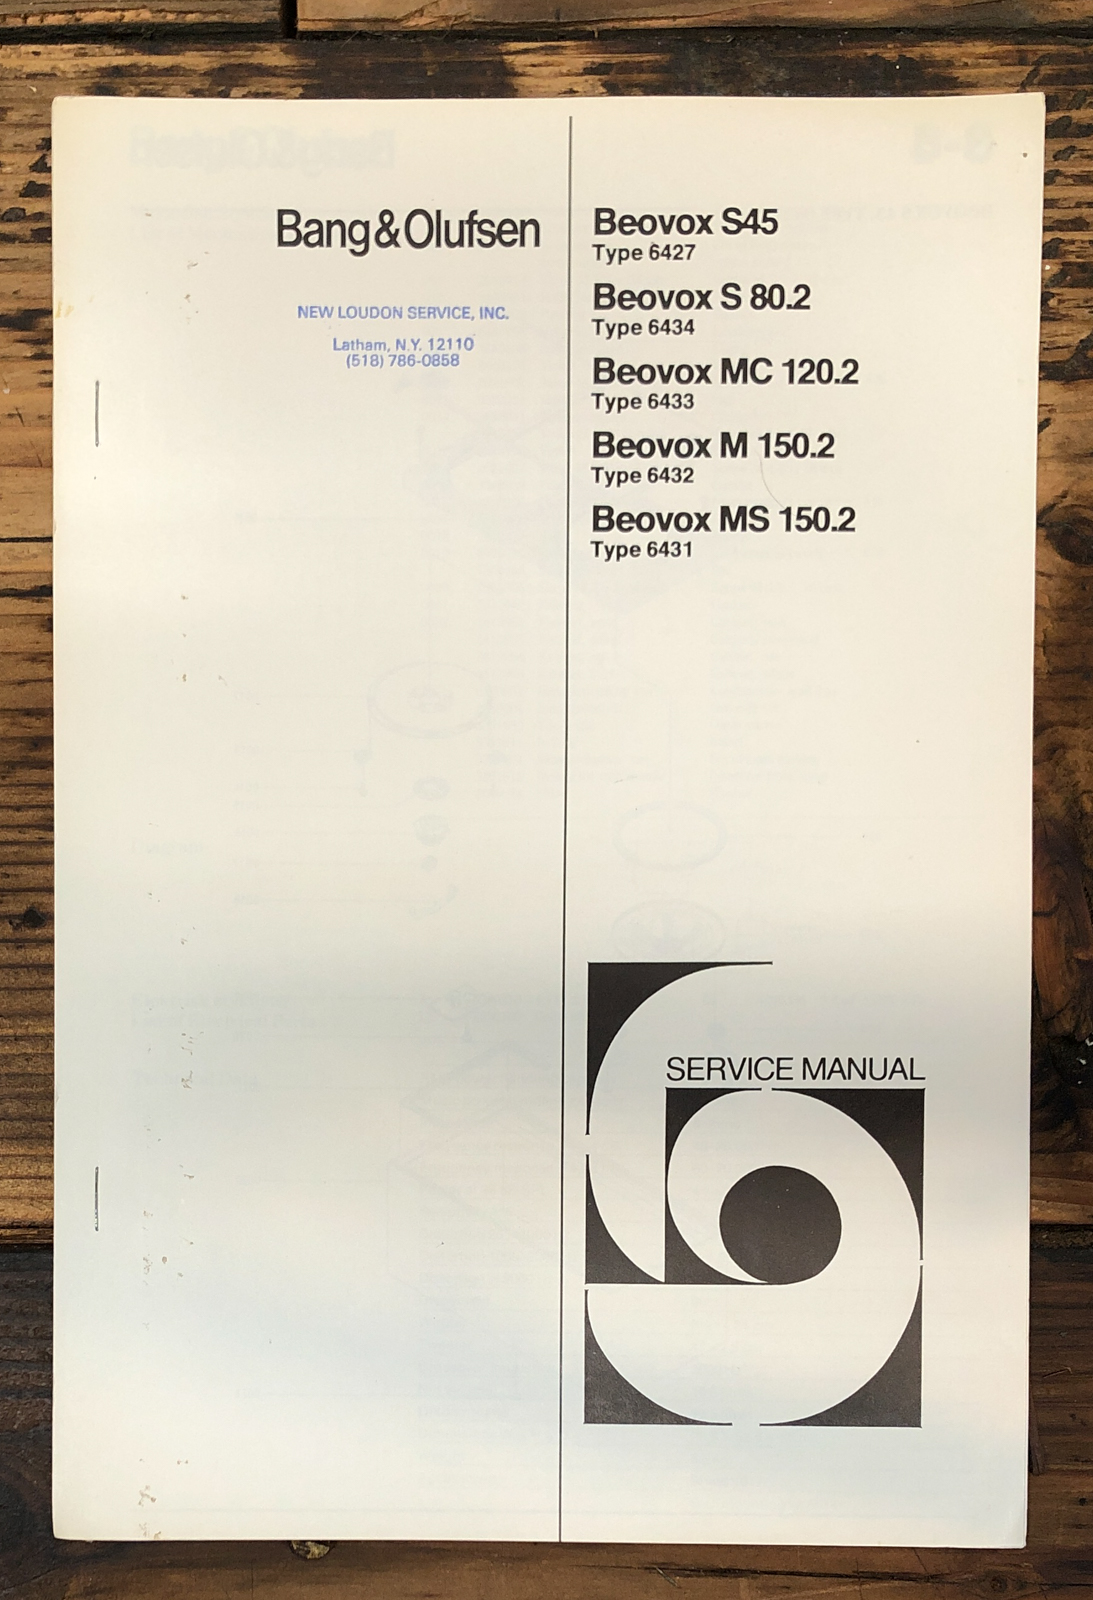 Bang&Olufsen
NEW LOUDON SERVICE, INC.
Latham, N.Y. 12110
(518) 786-0858
Beovox S45
Type 6427
Beovox S 80.2
Type 6434
Beovox MC 120.2
Type 6433
Beovox M 150.2
Type 6432
Beovox MS 150.2
Type 6431
SERVICE MANUAL